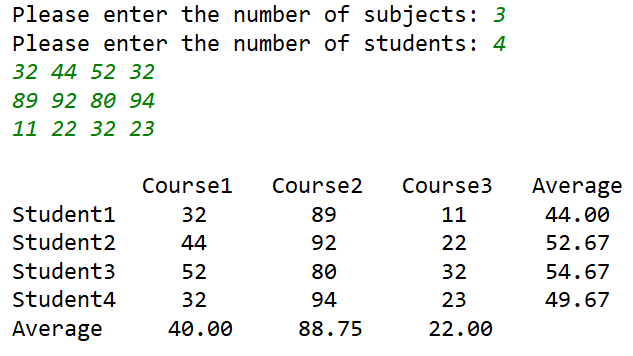 Please enter the number of subjects: 3
Please enter the number of students: 4
32 44 52 32
89 92 80 94
11 22 32 23
Course1 Course2 Course3 Average
Student1 32 89 11 44.00
Student2 44 92 22 52.67
Student3 52 80 32 54.67
Student4 32 94 23 49.67
Average 40.00 88.75 22.00